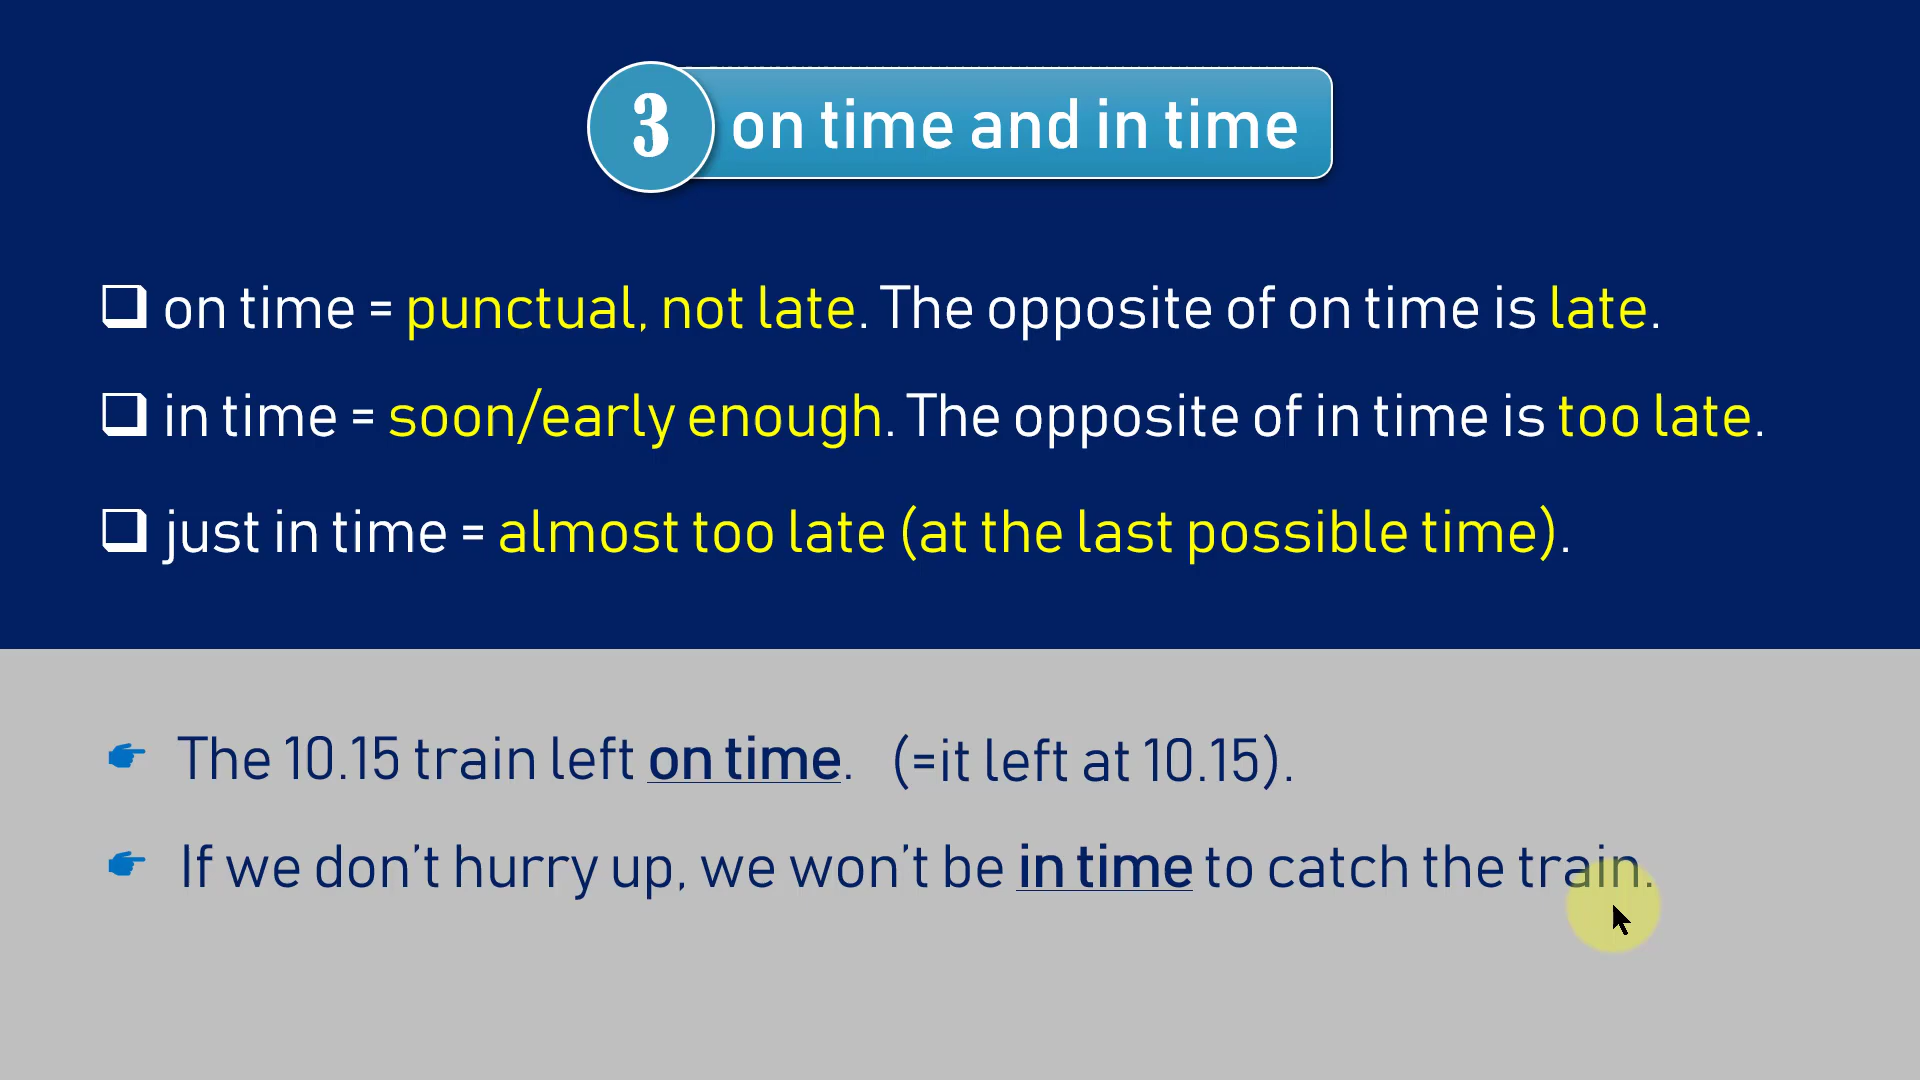 3 on time and in time
on time = punctual, not late. The opposite of on time is late.
in time = soon/early enough. The opposite of in time is too late.
just in time = almost too late (at the last possible time).
The 10.15 train left on time. (=it left at 10.15).
If we don’t hurry up, we won’t be in time to catch the train.